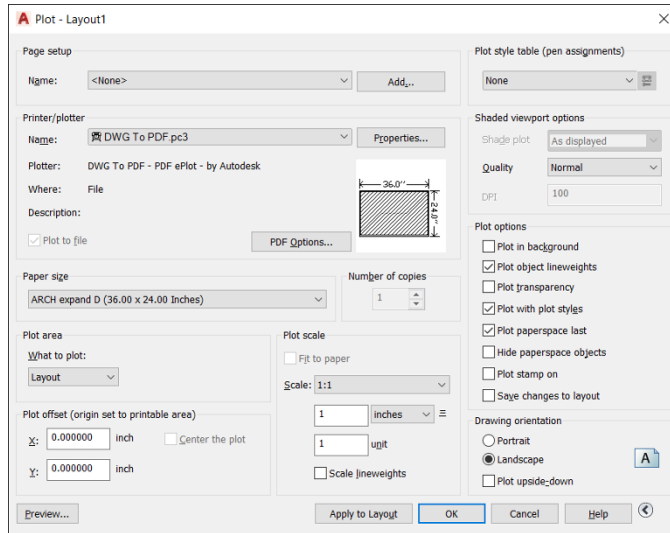 Plot - Layout1
Page setup
Name: <None> Add...
Printer/plotter
Name: DWG To PDF.pc3 Properties...
Plotter: DWG To PDF - PDF ePlot - by Autodesk
Where: File
Description:
Plot to file
PDF Options...
36.0''
24.0''
Paper size
ARCH expand D (36.00 x 24.00 Inches)
Number of copies
1
Plot area
What to plot:
Layout
Plot offset (origin set to printable area)
X: 0.000000 inch Center the plot
Y: 0.000000 inch
Plot scale
Fit to paper
Scale: 1:1
1 inches =
1 unit
Scale lineweights
Plot style table (pen assignments)
None
Shaded viewport options
Shade plot As displayed
Quality Normal
DPI 100
Plot options
Plot in background
Plot object lineweights
Plot transparency
Plot with plot styles
Plot paperspace last
Hide paperspace objects
Plot stamp on
Save changes to layout
Drawing orientation
Portrait
Landscape
Plot upside-down
A
Preview... Apply to Layout OK Cancel Help